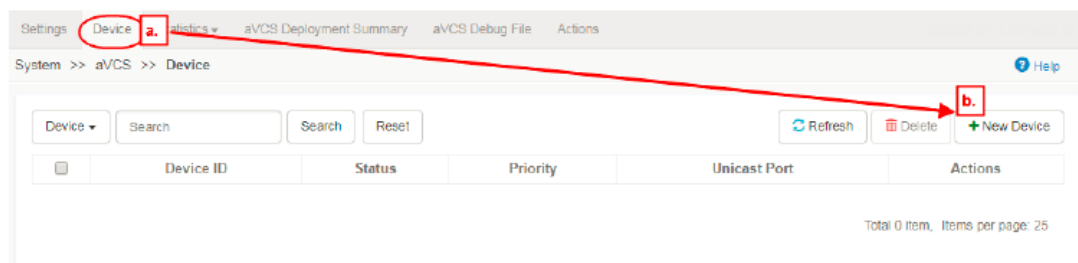 Settings Device a. atistics aVCS Deployment Summary aVCS Debug File Actions
System >> aVCS >> Device Help
b.
Device Search Search Reset Refresh Delete + New Device
Device ID Status Priority Unicast Port Actions
Total 0 item, Items per page: 25